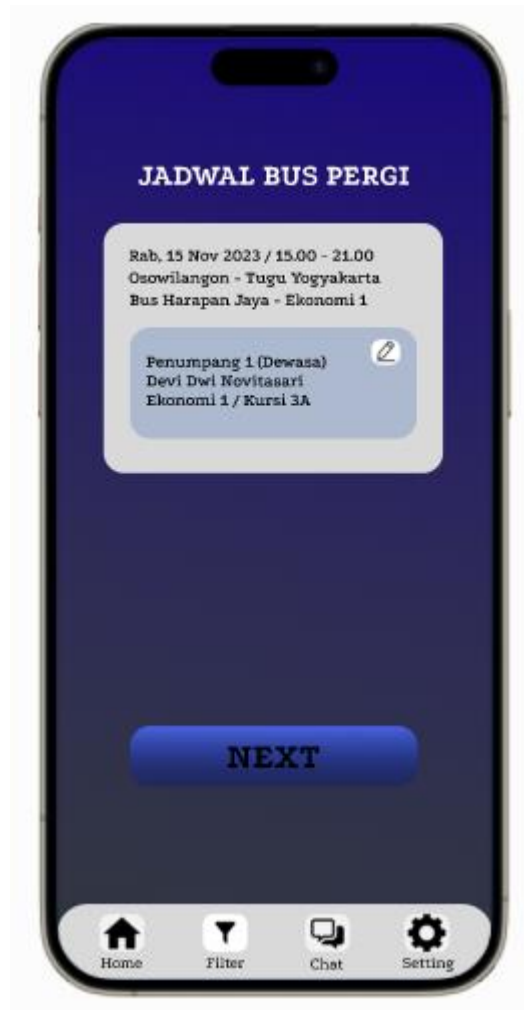 JADWAL BUS PERGI
Rab, 15 Nov 2023 / 15.00 - 21.00
Osowilangon - Tugu Yogyakarta
Bus Harapan Jaya - Ekonomi 1
Penumpang 1 (Dewasa)
Devi Dwi Novitasari
Ekonomi 1 / Kursi 3A
NEXT
Home Filter Chat Setting